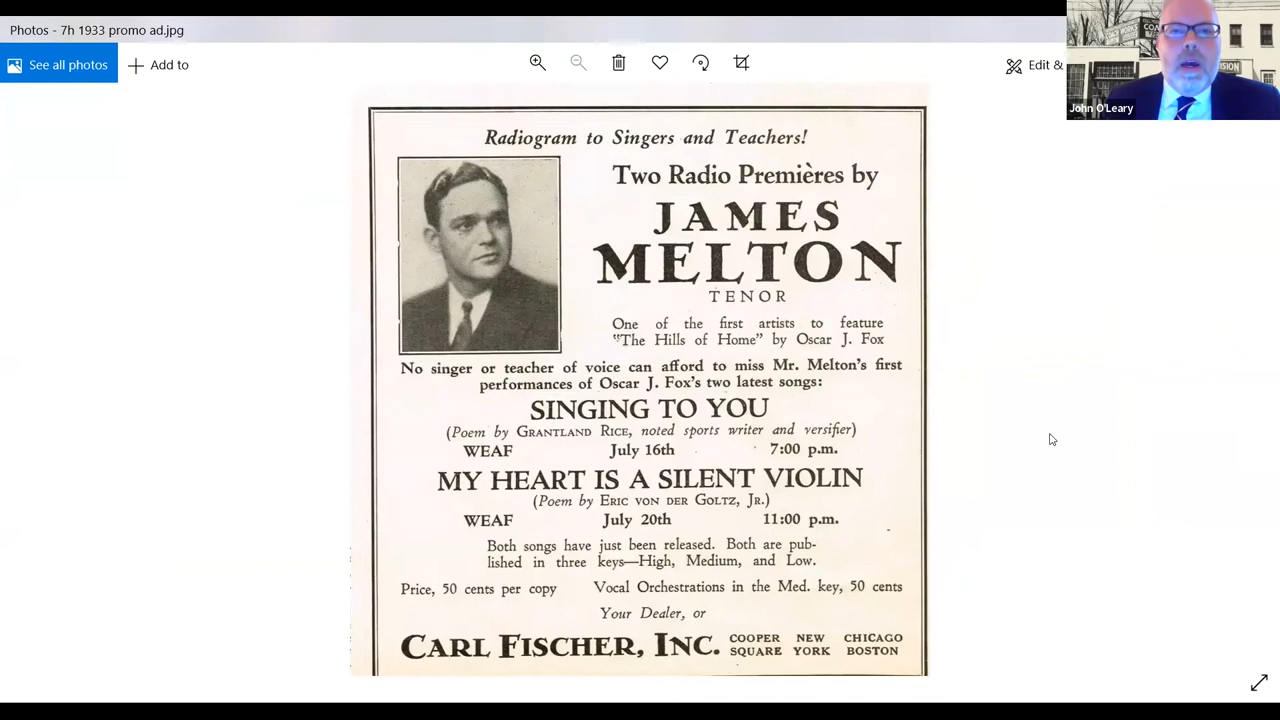 Photos - 7h 1933 promo ad.jpg
See all photos
Add to
Edit &
John O'Leary
Radiogram to Singers and Teachers!
Two Radio Premières by
JAMES
MELTON
TENOR
One of the first artists to feature
"The Hills of Home" by Oscar J. Fox
No singer or teacher of voice can afford to miss Mr. Melton's first
performances of Oscar J. Fox's two latest songs:
SINGING TO YOU
(Poem by GRANTLAND RICE, noted sports writer and versifier)
WEAF July 16th 7:00 p.m.
MY HEART IS A SILENT VIOLIN
(Poem by ERIC VON DER GOLTZ, JR.)
WEAF July 20th 11:00 p.m.
Both songs have just been released. Both are pub-
lished in three keys—High, Medium, and Low.
Price, 50 cents per copy Vocal Orchestrations in the Med. key, 50 cents
Your Dealer, or
CARL FISCHER, INC. COOPER NEW CHICAGO
SQUARE YORK BOSTON